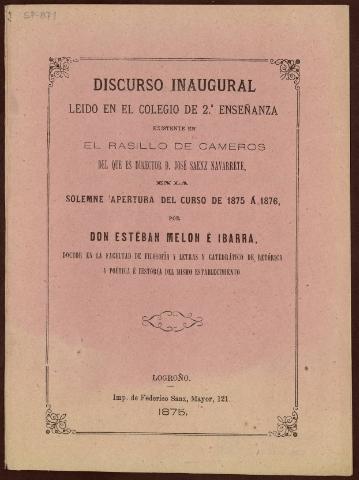 SF-A71
DISCURSO INAUGURAL
LEIDO EN EL COLEGIO DE 2.ª ENSEÑANZA
EXISTENTE EN
EL RASILLO DE CAMEROS
DEL QUE ES DIRECTOR D. JOSÉ SAENZ NAVARRETE,
EN LA
SOLEMNE APERTURA DEL CURSO DE 1875 Á 1876,
POR
DON ESTÉBAN MELON É IBARRA,
DOCTOR EN LA FACULTAD DE FILOSOFÍA Y LETRAS Y CATEDRÁTICO DE RETÓRICA
Y POÉTICA É HISTORIA DEL MISMO ESTABLECIMIENTO
LOGROÑO.
Imp. de Federico Sanz, Mayor, 121
1875.